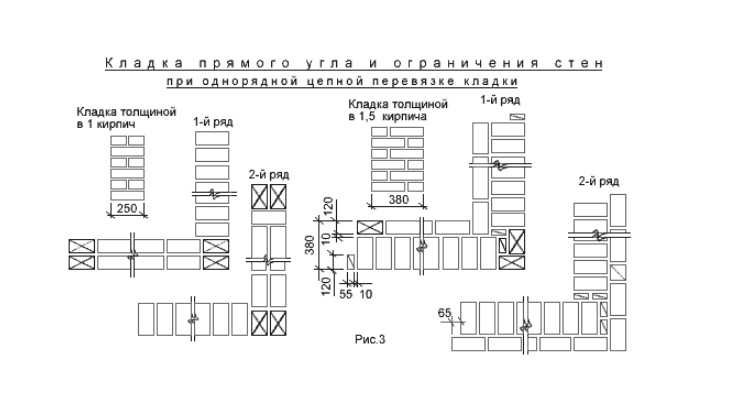 Кладка прямого угла и ограничения стен
при однорядной цепной перевязке кладки
Кладка толщиной
в 1 кирпич
1-й ряд
2-й ряд
250
Кладка толщиной
в 1,5 кирпича
1-й ряд
2-й ряд
380
120
10
380
120
55
10
65
Рис.3